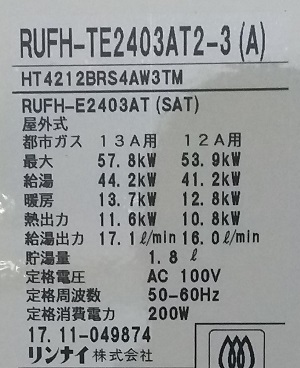 RUFH-TE2403AT2-3 (A)
HT4212BRS4AW3TM
RUFH-E2403AT (SAT)
屋外式
都市ガス 13A用 12A用
最大 57.8kW 53.9kW
給湯 44.2kW 41.2kW
暖房 13.7kW 12.8kW
熱出力 11.6kW 10.8kW
給湯出力 17.1ℓ/min 16.0ℓ/min
貯湯量 1.8ℓ
定格電圧 AC 100V
定格周波数 50-60Hz
定格消費電力 200W
17.11-049874
リンナイ株式会社